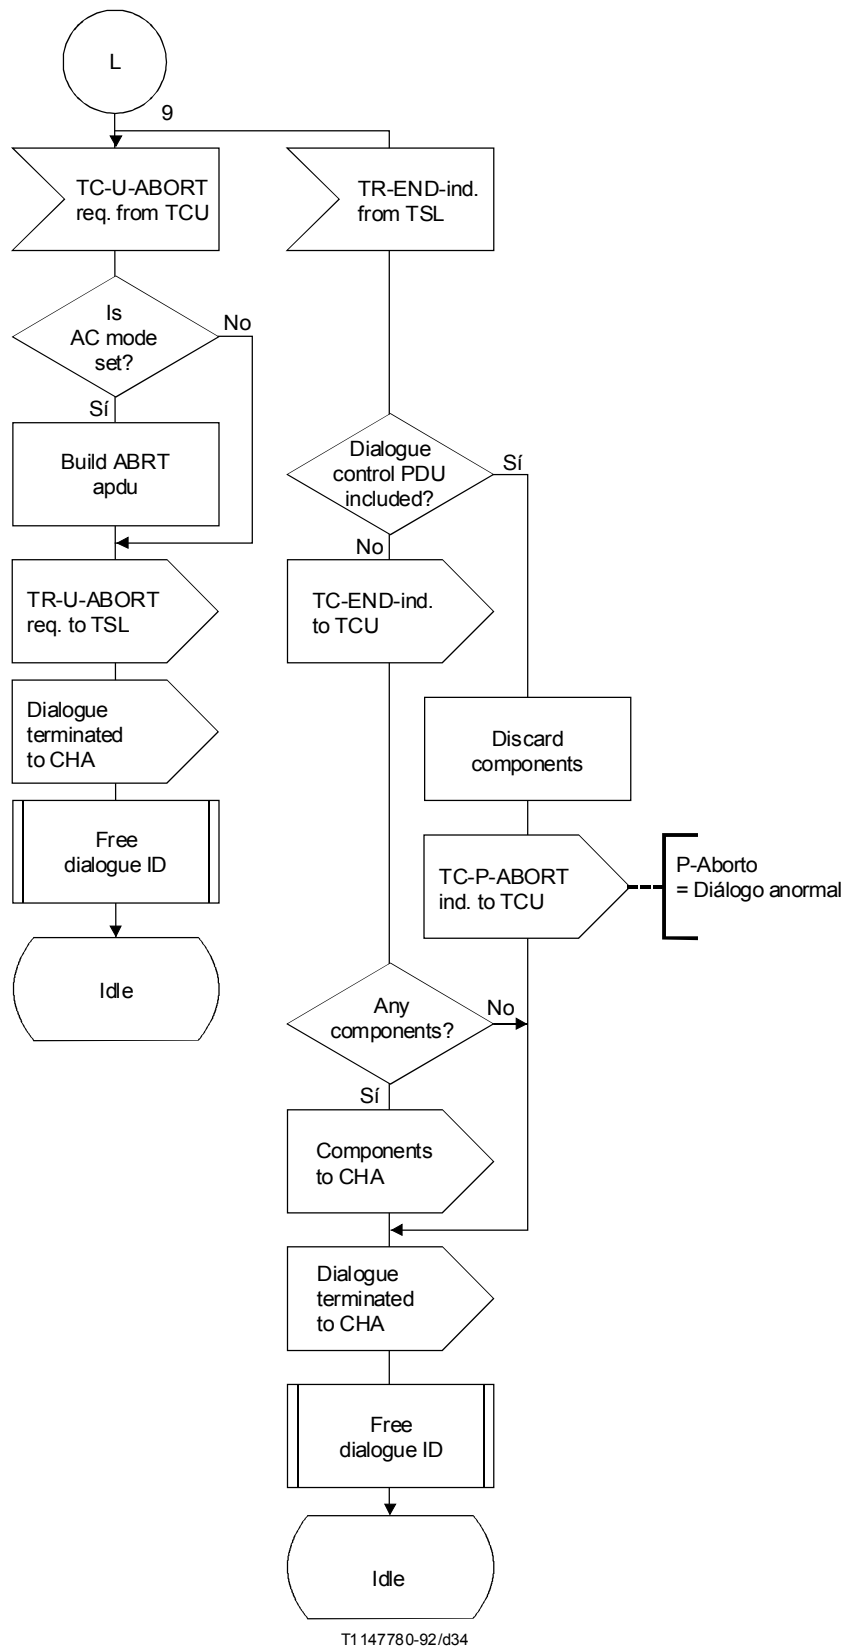 L
9
TC-U-ABORT
req. from TCU
TR-END-ind.
from TSL
Is
AC mode
set?
No
Sí
Build ABRT
apdu
Dialogue
control PDU
included?
Sí
No
TR-U-ABORT
req. to TSL
TC-END-ind.
to TCU
Dialogue
terminated
to CHA
Discard
components
Free
dialogue ID
TC-P-ABORT
ind. to TCU
P-Aborto
= Diálogo anormal
Idle
Any
components?
No
Sí
Components
to CHA
Dialogue
terminated
to CHA
Free
dialogue ID
Idle
T1147780-92/d34